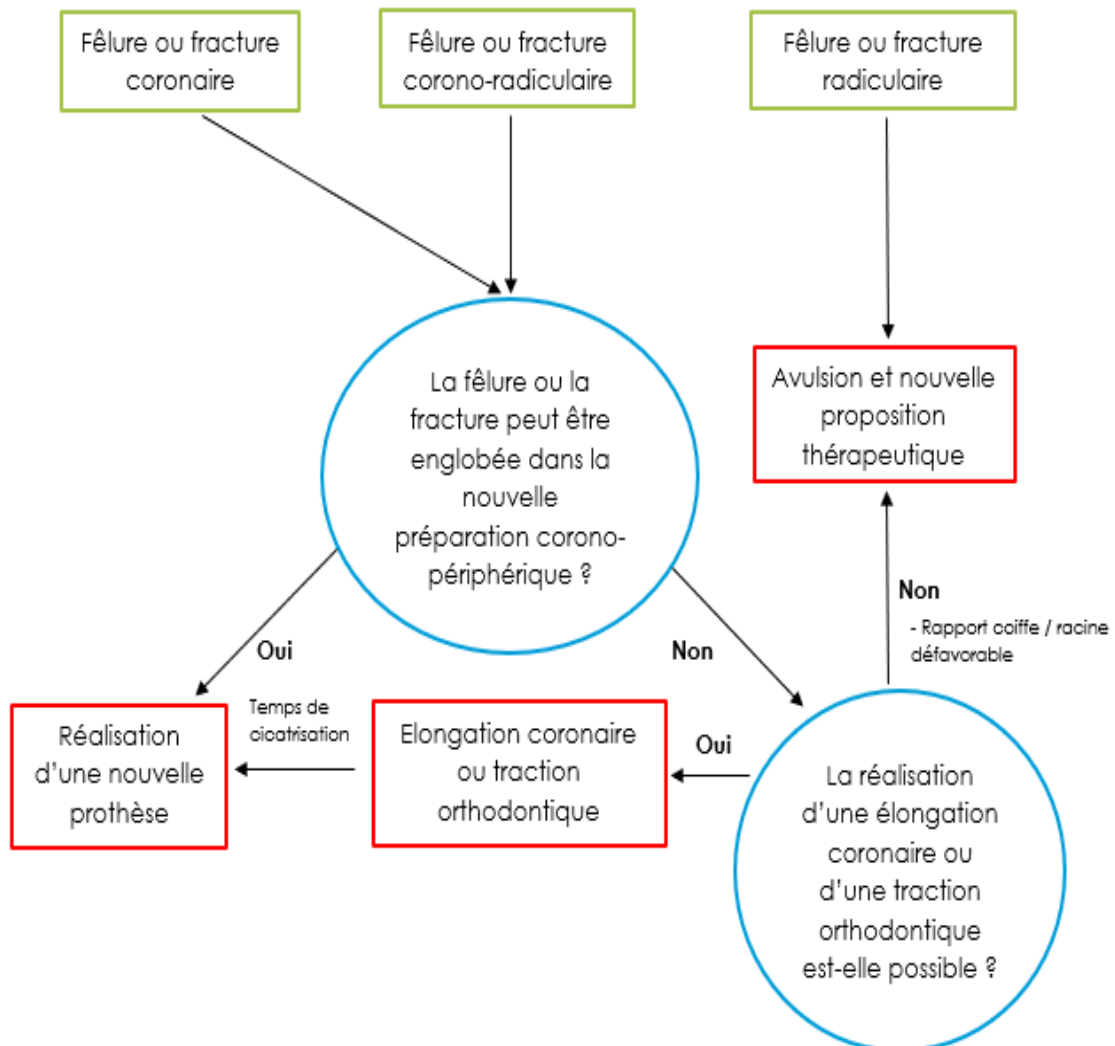 Fêlure ou fracture
coronaire
Fêlure ou fracture
corono-radiculaire
Fêlure ou fracture
radiculaire
La fêlure ou la
fracture peut être
englobée dans la
nouvelle
préparation corono-
périphérique ?
Avulsion et nouvelle
proposition
thérapeutique
Non
- Rapport coiffe / racine
défavorable
Oui
Non
Réalisation
d'une nouvelle
prothèse
Temps de
cicatrisation
Elongation coronaire
ou traction
orthodontique
Oui
La réalisation
d'une élongation
coronaire ou
d'une traction
orthodontique
est-elle possible ?